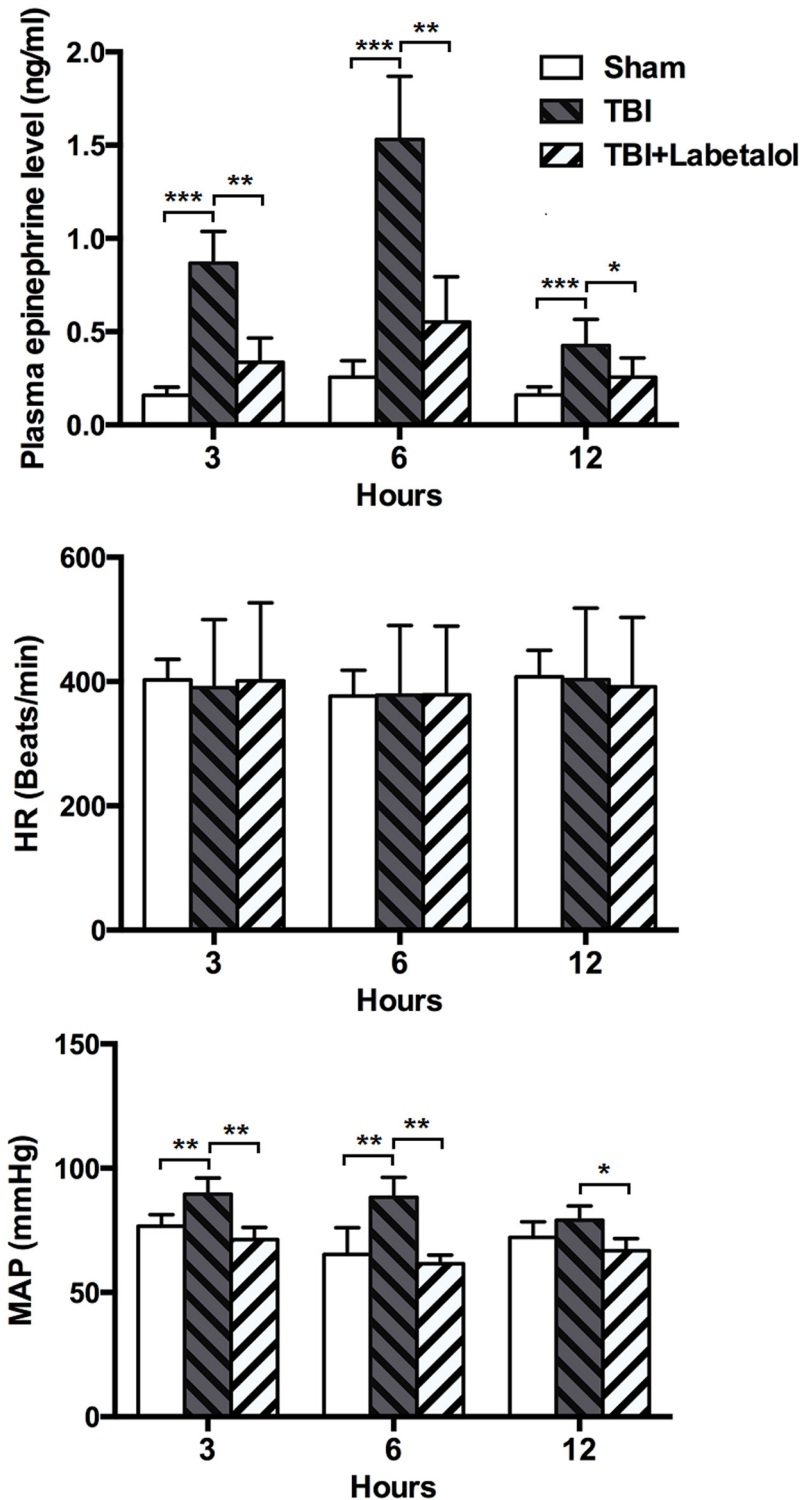 Plasma epinephrine level (ng/ml)
2.0
1.5
1.0
0.5
0.0
*** **
*** **
*** *
Sham
TBI
TBI+Labetalol
3 6 12
Hours
HR (Beats/min)
600
400
200
0
3 6 12
Hours
MAP (mmHg)
150
100
50
0
** **
** **
*
3 6 12
Hours